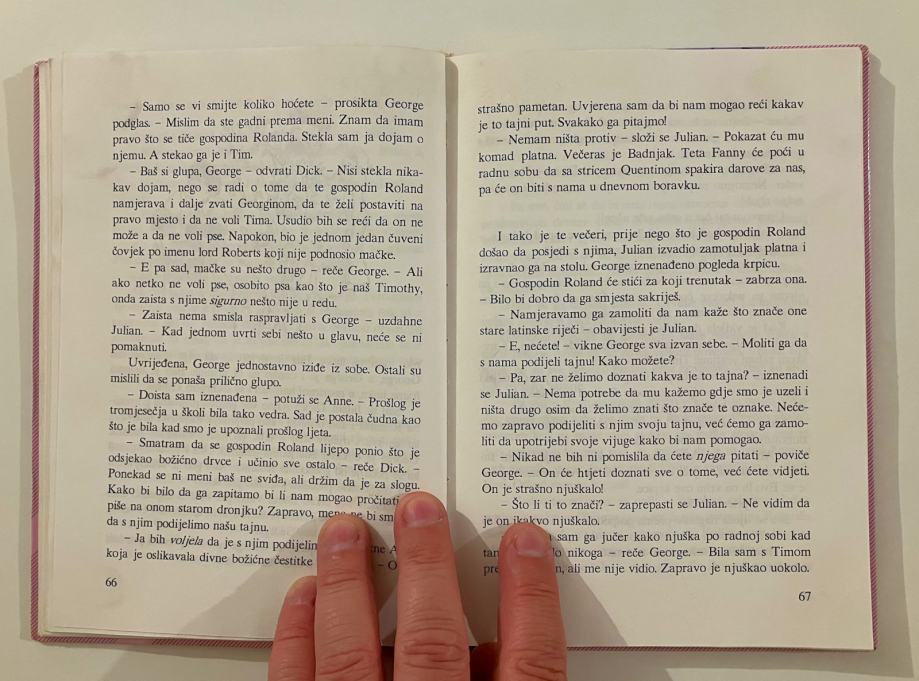 – Samo se vi smijte koliko hoćete – prosikta George
podglas. – Mislim da ste gadni prema meni. Znam da imam
pravo što se tiče gospodina Rolanda. Stekla sam ja dojam o
njemu. A stekao ga je i Tim.
– Baš si glupa, George – odvrati Dick. – Nisi stekla nika-
kav dojam, nego se radi o tome da te gospodin Roland
namjerava i dalje zvati Georginom, da te želi postaviti na
pravo mjesto i da ne voli Tima. Usudio bih se reći da on ne
može a da ne voli pse. Napokon, bio je jednom jedan čuveni
čovjek po imenu lord Roberts koji nije podnosio mačke.
– E pa sad, mačke su nešto drugo – reče George. – Ali
ako netko ne voli pse, osobito psa kao što je naš Timothy,
onda zaista s njime sigurno nešto nije u redu.
– Zaista nema smisla raspravljati s George – uzdahne
Julian. – Kad jednom uvrti sebi nešto u glavu, neće se ni
pomaknuti.
Uvrijeđena, George jednostavno iziđe iz sobe. Ostali su
mislili da se ponaša prilično glupo.
– Doista sam iznenađena – potuži se Anne. – Prošlog je
tromjesečja u školi bila tako vedra. Sad je postala čudna kao
što je bila kad smo je upoznali prošlog ljeta.
– Smatram da se gospodin Roland lijepo ponio što je
odsjekao božićno drvce i učinio sve ostalo – reče Dick. –
Ponekad se ni meni baš ne sviđa, ali držim da je za slogu.
Kako bi bilo da ga zapitamo bi li nam mogao pročitati
piše na onom starom dronjku? Zapravo, mene ne bi
da s njim podijelimo našu tajnu.
– Ja bih voljela da je s njim podijelim
koja je oslikavala divne božićne čestitke – O
66
strašno pametan. Uvjerena sam da bi nam mogao reći kakav
je to tajni put. Svakako ga pitajmo!
– Nemam ništa protiv – složi se Julian. – Pokazat ću mu
komad platna. Večeras je Badnjak. Teta Fanny će poći u
radnu sobu da sa stricem Quentinom spakira darove za nas,
pa će on biti s nama u dnevnom boravku.
I tako je te večeri, prije nego što je gospodin Roland
došao da posjedi s njima, Julian izvadio zamotuljak platna i
izravnao ga na stolu. George iznenađeno pogleda krpicu.
– Gospodin Roland će stići za koji trenutak – zabrza ona.
– Bilo bi dobro da ga smjesta sakriješ.
– Namjeravamo ga zamoliti da nam kaže što znače one
stare latinske riječi – obavijesti je Julian.
– E, nećete! – vikne George sva izvan sebe. – Moliti ga da
s nama podijeli tajnu! Kako možete?
– Pa, zar ne želimo doznati kakva je to tajna? – iznenadi
se Julian. – Nema potrebe da mu kažemo gdje smo je uzeli i
ništa drugo osim da želimo znati što znače te oznake. Neće-
mo zapravo podijeliti s njim svoju tajnu, već ćemo ga zamo-
liti da upotrijebi svoje vijuge kako bi nam pomogao.
– Nikad ne bih ni pomislila da ćete njega pitati – poviče
George. – On će htjeti doznati sve o tome, već ćete vidjeti.
On je strašno njuškalo!
– Što li ti to znači? – zaprepasti se Julian. – Ne vidim da
je on ikakvo njuškalo.
sam ga jučer kako njuška po radnoj sobi kad
nikoga – reče George. – Bila sam s Timom
ali me nije vidio. Zapravo je njuškao uokolo.
67